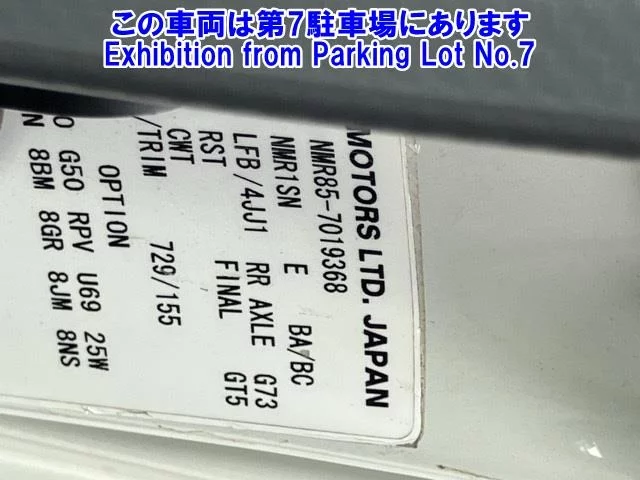 この車両は第7駐車場にあります
Exhibition from Parking Lot No.7
MOTORS LTD. JAPAN
NMR85-7019368
NMR1SN E BA/BC
LFB/4JJ1 RR AXLE G73
RST FINAL GT5
CWT
/TRIM 729/155
OPTION
G50 RPV U69 25W
8BM 8GR 8JM 8NS